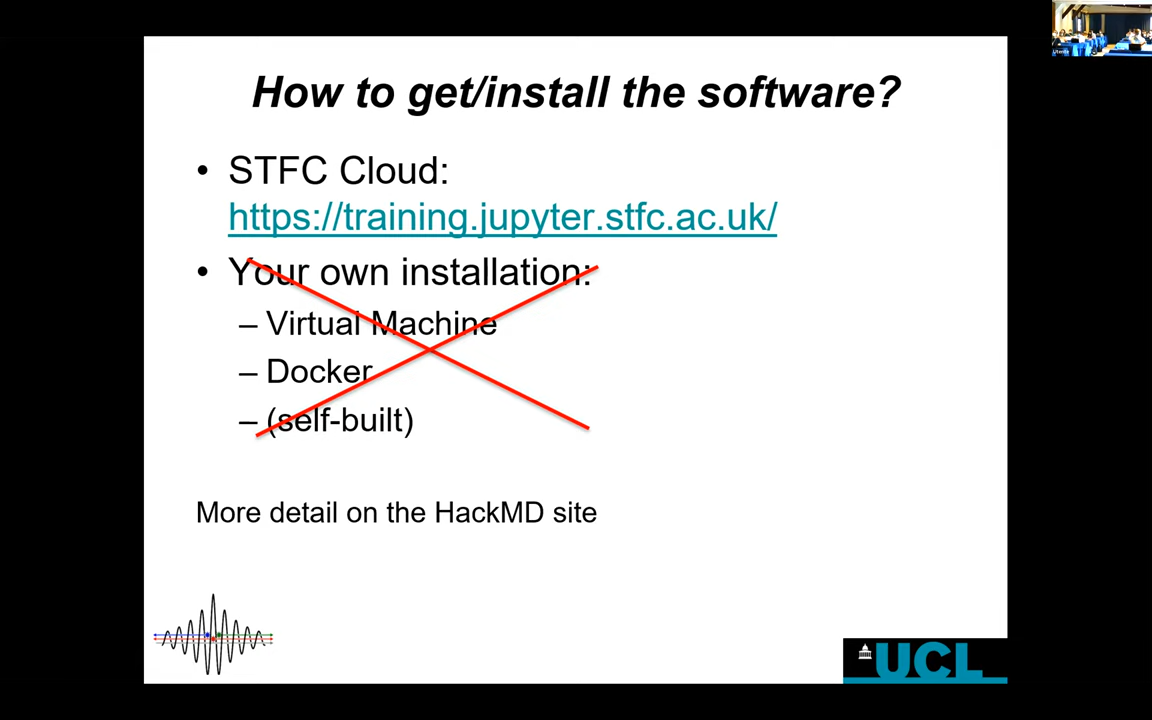 How to get/install the software?
• STFC Cloud:
https://training.jupyter.stfc.ac.uk/
• Your own installation:
– Virtual Machine
– Docker
– (self-built)
More detail on the HackMD site
UCL